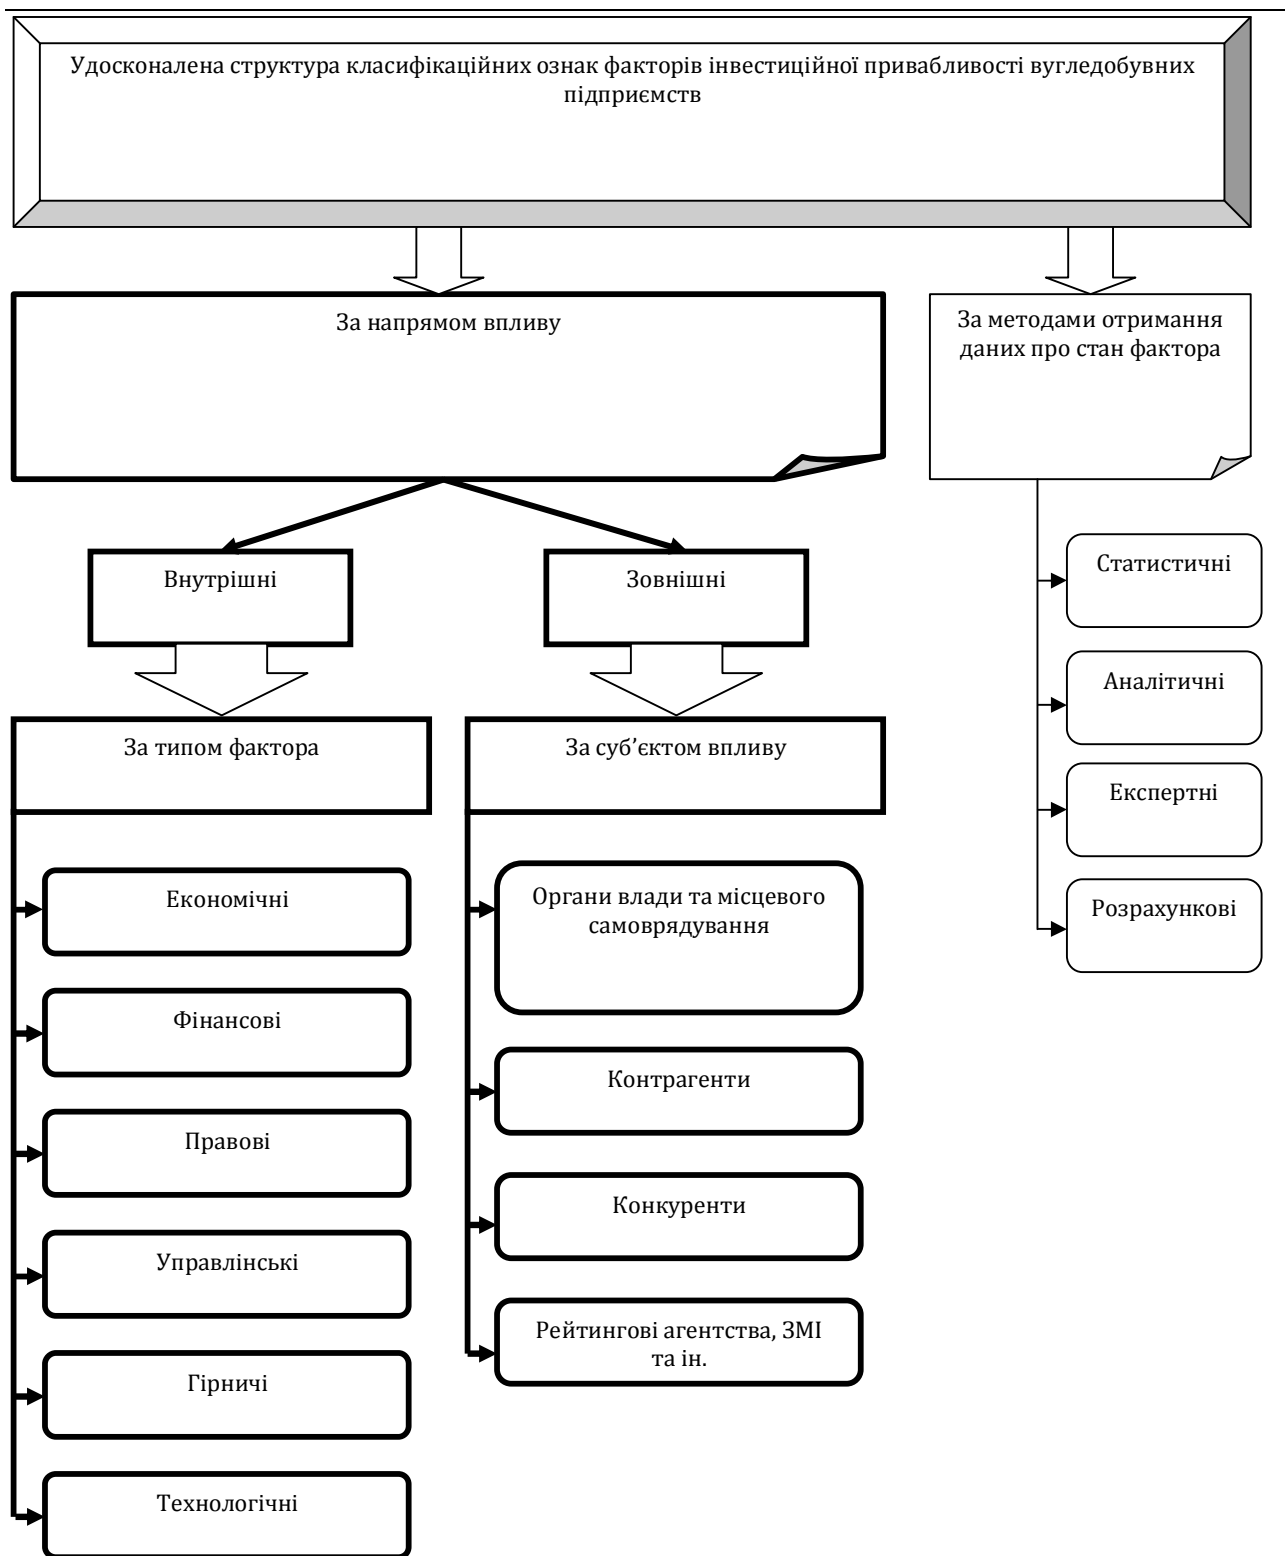 Удосконалена структура класифікаційних ознак факторів інвестиційної привабливості вугледобувних
підприємств
За напрямом впливу
За методами отримання
даних про стан фактора
Внутрішні
Зовнішні
Статистичні
Аналітичні
Експертні
Розрахункові
За типом фактора
Економічні
Фінансові
Правові
Управлінські
Гірничі
Технологічні
За суб’єктом впливу
Органи влади та місцевого
самоврядування
Контрагенти
Конкуренти
Рейтингові агентства, ЗМІ
та ін.